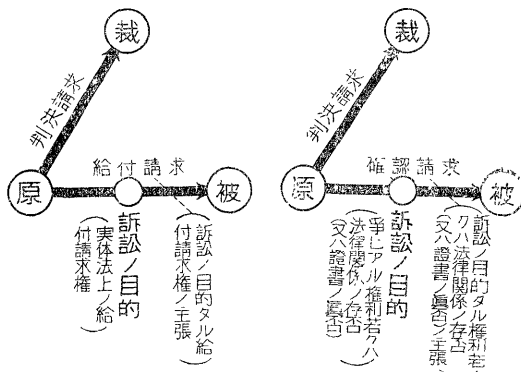 裁
判決請求
給付請求
原
被
訴訟ノ目的
(実体法上ノ給
付請求権)
(訴訟ノ目的タル給
付請求権ノ主張)
裁
判決請求
確認請求
原
被
訴訟ノ目的
(爭ヒアル権利若クハ
法律關係ノ存否
(又ハ證書ノ眞否))
(訴訟ノ目的タル権利若
クハ法律關係ノ存否
(又ハ證書ノ眞否)ノ主張)